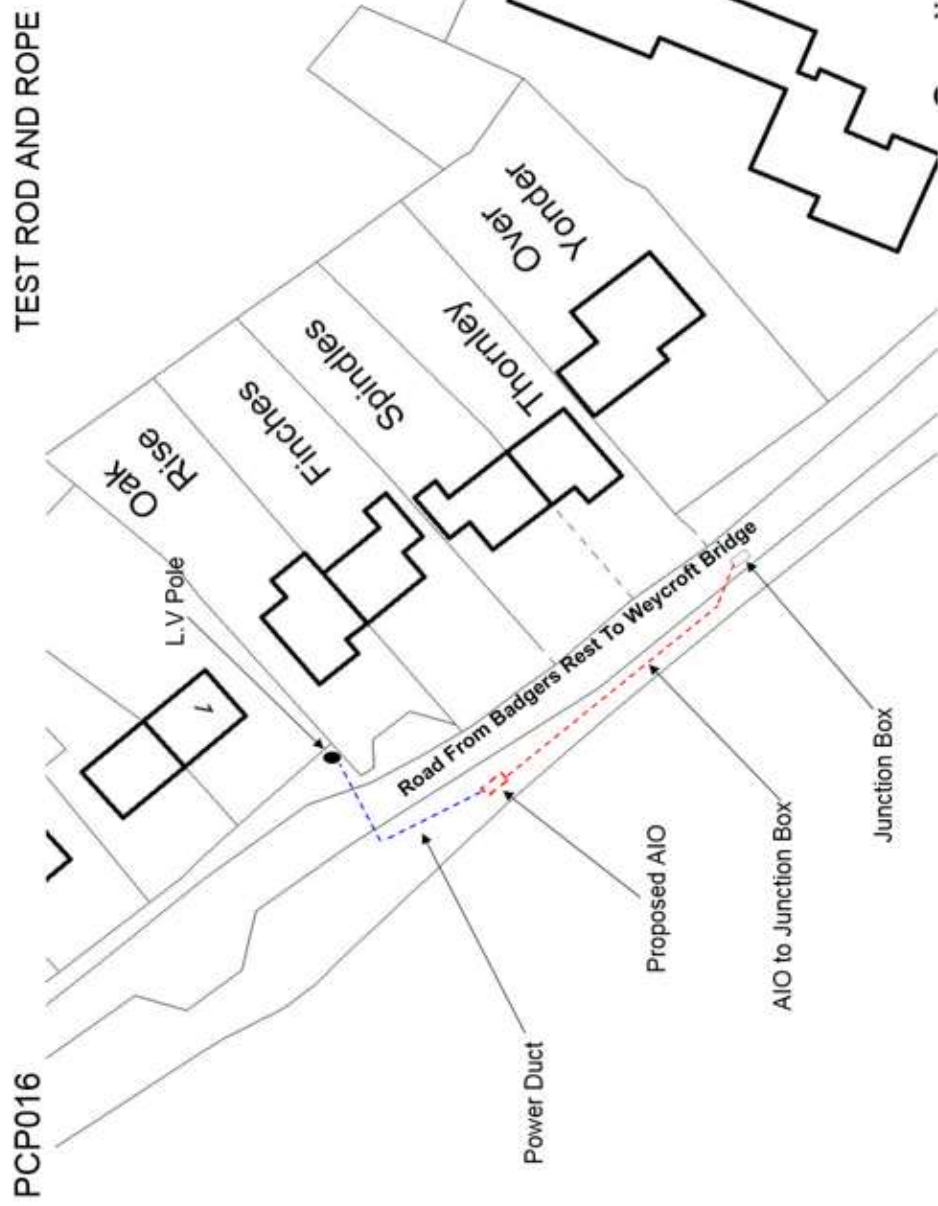 PCP016
TEST ROD AND ROPE
Oak
Rise
Finches
Spindles
Thornley
Over
Yonder
L.V Pole
1
Road From Badgers Rest To Weycroft Bridge
Power Duct
Proposed AIO
AIO to Junction Box
Junction Box